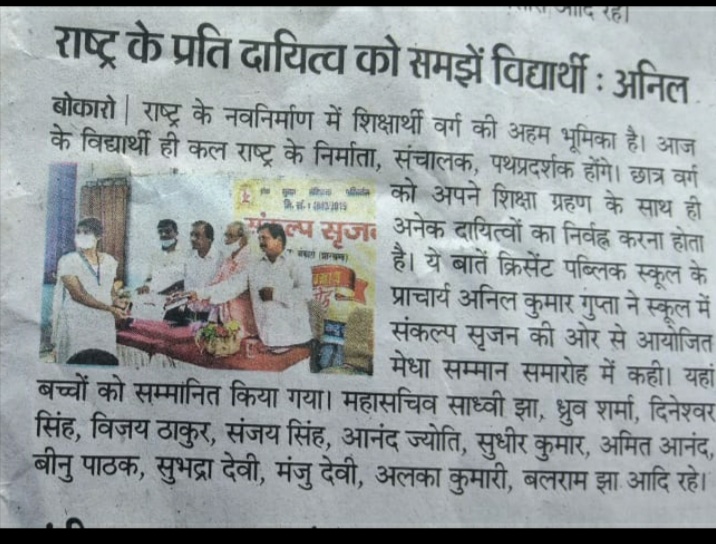 आदि रहे।
राष्ट्र के प्रति दायित्व को समझें विद्यार्थी : अनिल
बोकारो | राष्ट्र के नवनिर्माण में शिक्षार्थी वर्ग की अहम भूमिका है। आज
के विद्यार्थी ही कल राष्ट्र के निर्माता, संचालक, पथप्रदर्शक होंगे। छात्र वर्ग
को अपने शिक्षा ग्रहण के साथ ही
अनेक दायित्वों का निर्वह्न करना होता
है। ये बातें क्रिसेंट पब्लिक स्कूल के
प्राचार्य अनिल कुमार गुप्ता ने स्कूल में
संकल्प सृजन की ओर से आयोजित
मेधा सम्मान समारोह में कही। यहां
बच्चों को सम्मानित किया गया। महासचिव साध्वी झा, ध्रुव शर्मा, दिनेश्वर
सिंह, विजय ठाकुर, संजय सिंह, आनंद ज्योति, सुधीर कुमार, अमित आनंद,
बीनु पाठक, सुभद्रा देवी, मंजु देवी, अलका कुमारी, बलराम झा आदि रहे।
संकल्प सृजन